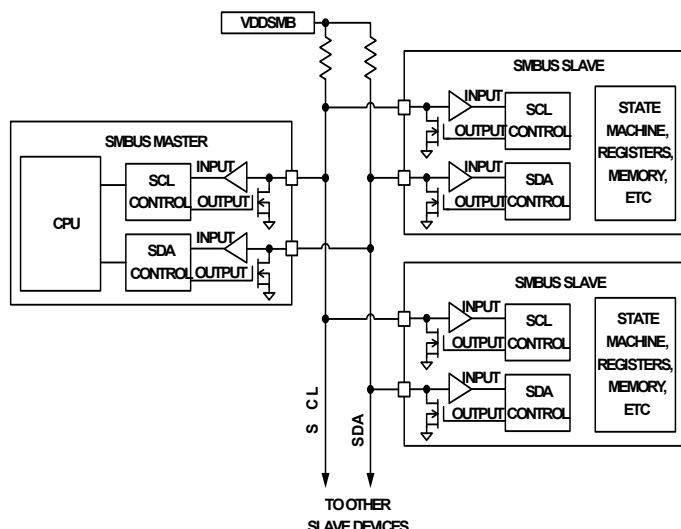 VDDSMB
SMBUS MASTER
CPU
SCL
CONTROL
INPUT
OUTPUT
SDA
CONTROL
INPUT
OUTPUT
SMBUS SLAVE
INPUT
OUTPUT
SCL
CONTROL
INPUT
OUTPUT
SDA
CONTROL
STATE
MACHINE,
REGISTERS,
MEMORY,
ETC
SMBUS SLAVE
INPUT
OUTPUT
SCL
CONTROL
INPUT
OUTPUT
SDA
CONTROL
STATE
MACHINE,
REGISTERS,
MEMORY,
ETC
S CL
SDA
TO OTHER
SLAVE DEVICES